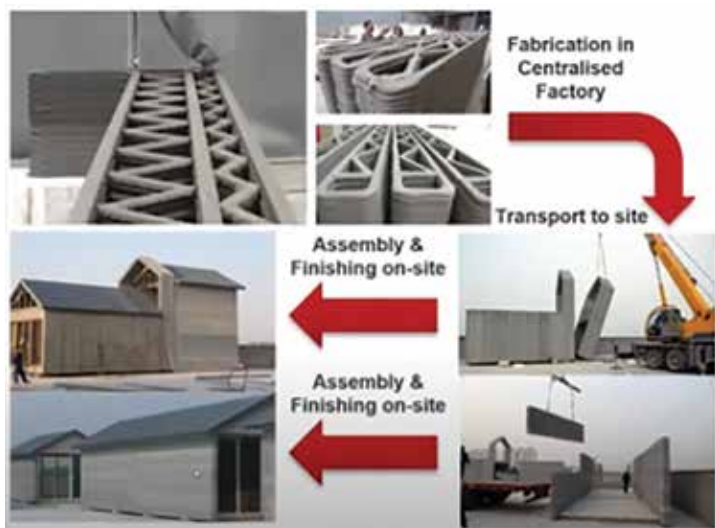 Fabrication in
Centralised
Factory
Transport to site
Assembly &
Finishing on-site
Assembly &
Finishing on-site